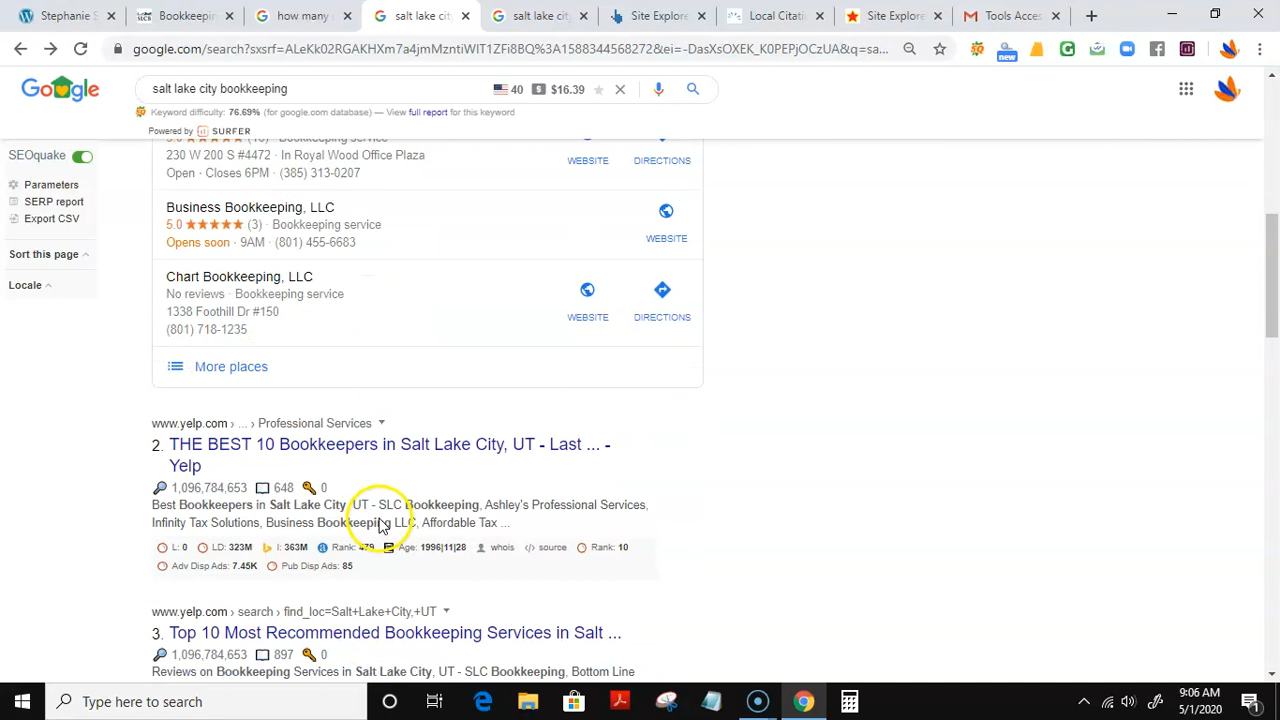 Stephanie S
Bookkeepin
how many
salt lake city
salt lake city
Site Explore
Local Citatio
Site Explore
Tools Acces
google.com/search?sxsrf=ALeKk02RGAKHXm7a4jmMzntiWIT1ZFi8BQ%3A1588344568272&ei=-DasXsOXEK_K0PEPjOCzUA&q=sa...
new
Google
salt lake city bookkeeping
40
$16.39
Keyword difficulty: 76.69% (for google.com database) — View full report for this keyword
Powered by SURFER
SEOquake
Parameters
SERP report
Export CSV
Sort this page
Locale
230 W 200 S #4472 · In Royal Wood Office Plaza
Open · Closes 6PM · (385) 313-0207
WEBSITE
DIRECTIONS
Business Bookkeeping, LLC
5.0 (3) · Bookkeeping service
Opens soon · 9AM · (801) 455-6683
WEBSITE
Chart Bookkeeping, LLC
No reviews · Bookkeeping service
1338 Foothill Dr #150
(801) 718-1235
WEBSITE
DIRECTIONS
More places
www.yelp.com › ... › Professional Services
2. THE BEST 10 Bookkeepers in Salt Lake City, UT - Last ... -
Yelp
1,096,784,653 648 0
Best Bookkeepers in Salt Lake City, UT - SLC Bookkeeping, Ashley's Professional Services,
Infinity Tax Solutions, Business Bookkeeping LLC, Affordable Tax ...
L: 0 LD: 323M I: 363M Rank: 479 Age: 1996|11|28 whois source Rank: 10
Adv Disp Ads: 7.45K Pub Disp Ads: 85
www.yelp.com › search › find_loc=Salt+Lake+City,+UT
3. Top 10 Most Recommended Bookkeeping Services in Salt ...
1,096,784,653 897 0
Reviews on Bookkeeping Services in Salt Lake City, UT - SLC Bookkeeping, Bottom Line
Type here to search
9:06 AM
5/1/2020
1